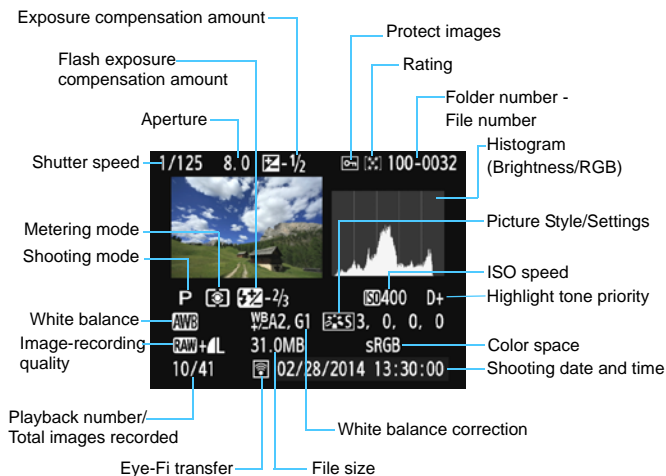 Exposure compensation amount
Protect images
Flash exposure
compensation amount
Rating
Folder number -
File number
Aperture
Histogram
(Brightness/RGB)
Shutter speed
1/125 8.0 -1/2 100-0032
Metering mode
Picture Style/Settings
Shooting mode
ISO speed
P -2/3 ISO400 D+
Highlight tone priority
White balance
AWB WB+/-A2, G1 S3, 0, 0, 0
Image-recording
quality
RAW+L 31.0MB sRGB
Color space
10/41 02/28/2014 13:30:00
Shooting date and time
Playback number/
Total images recorded
White balance correction
Eye-Fi transfer
File size